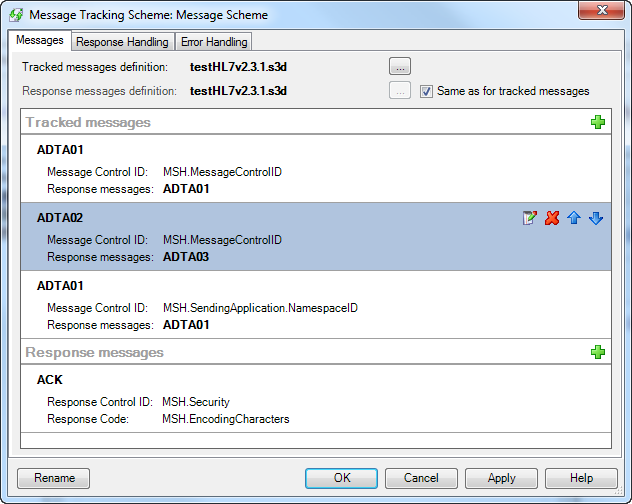 Message Tracking Scheme: Message Scheme
Messages Response Handling Error Handling
Tracked messages definition: testHL7v2.3.1.s3d ...
Response messages definition: testHL7v2.3.1.s3d ... Same as for tracked messages
Tracked messages
ADTA01
Message Control ID: MSH.MessageControlID
Response messages: ADTA01
ADTA02
Message Control ID: MSH.MessageControlID
Response messages: ADTA03
ADTA01
Message Control ID: MSH.SendingApplication.NamespaceID
Response messages: ADTA01
Response messages
ACK
Response Control ID: MSH.Security
Response Code: MSH.EncodingCharacters
Rename OK Cancel Apply Help